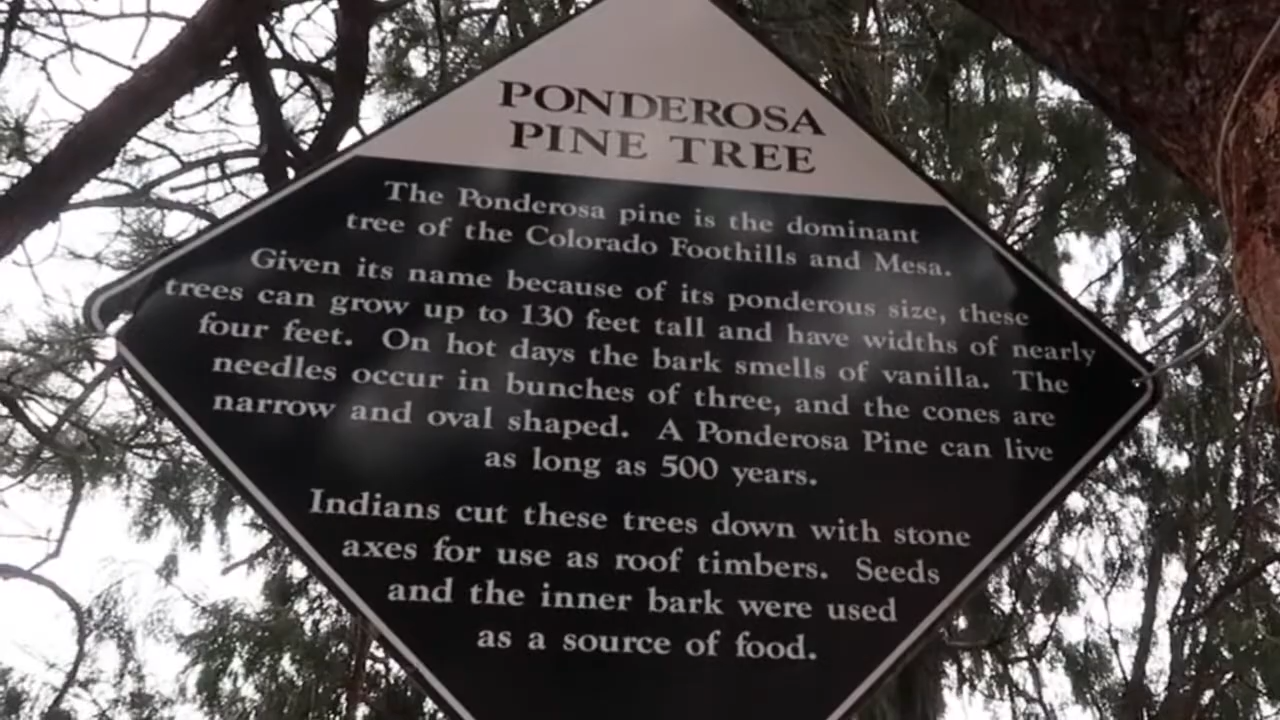 PONDEROSA
PINE TREE
The Ponderosa pine is the dominant
tree of the Colorado Foothills and Mesa.
Given its name because of its ponderous size, these
trees can grow up to 130 feet tall and have widths of nearly
four feet. On hot days the bark smells of vanilla. The
needles occur in bunches of three, and the cones are
narrow and oval shaped. A Ponderosa Pine can live
as long as 500 years.
Indians cut these trees down with stone
axes for use as roof timbers. Seeds
and the inner bark were used
as a source of food.